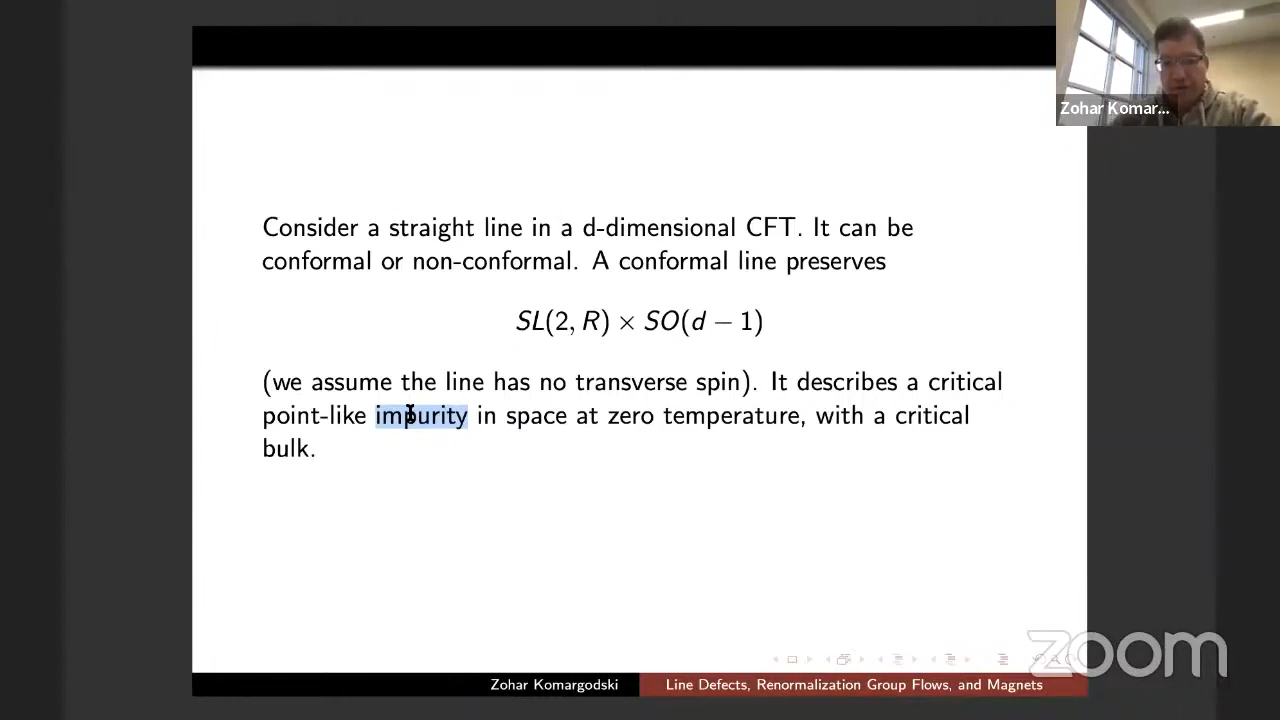 Zohar Komar...
Consider a straight line in a d-dimensional CFT. It can be
conformal or non-conformal. A conformal line preserves
SL(2, R) × SO(d − 1)
(we assume the line has no transverse spin). It describes a critical
point-like impurity in space at zero temperature, with a critical
bulk.
zoom
Zohar Komargodski
Line Defects, Renormalization Group Flows, and Magnets